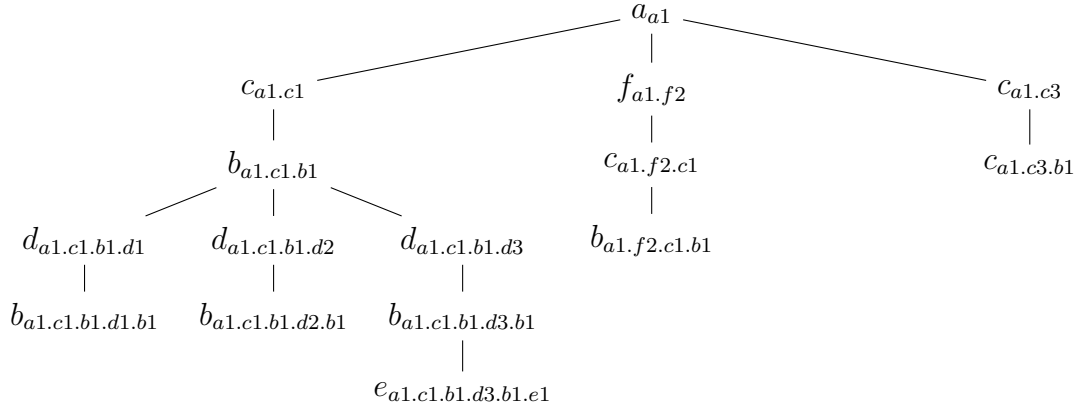 a_{a1}
c_{a1.c1} f_{a1.f2} c_{a1.c3}
b_{a1.c1.b1} c_{a1.f2.c1} c_{a1.c3.b1}
d_{a1.c1.b1.d1} d_{a1.c1.b1.d2} d_{a1.c1.b1.d3} b_{a1.f2.c1.b1}
b_{a1.c1.b1.d1.b1} b_{a1.c1.b1.d2.b1} b_{a1.c1.b1.d3.b1}
e_{a1.c1.b1.d3.b1.e1}